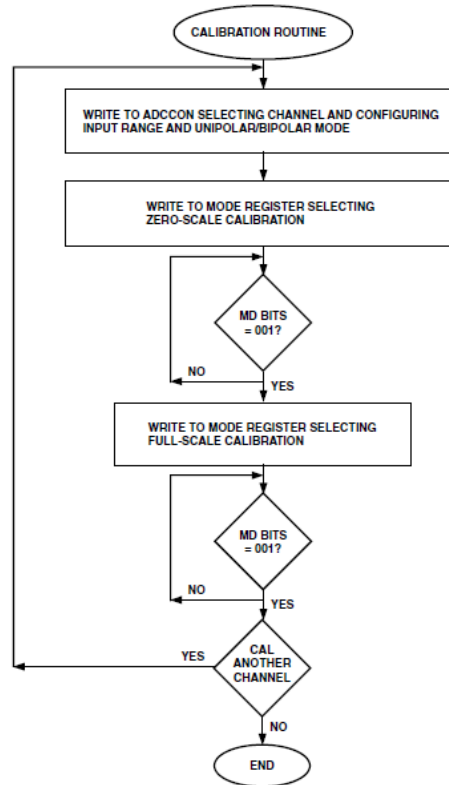 CALIBRATION ROUTINE
WRITE TO ADCCON SELECTING CHANNEL AND CONFIGURING
INPUT RANGE AND UNIPOLAR/BIPOLAR MODE
WRITE TO MODE REGISTER SELECTING
ZERO-SCALE CALIBRATION
MD BITS
= 001?
NO
YES
WRITE TO MODE REGISTER SELECTING
FULL-SCALE CALIBRATION
MD BITS
= 001?
NO
YES
YES
CAL
ANOTHER
CHANNEL
NO
END